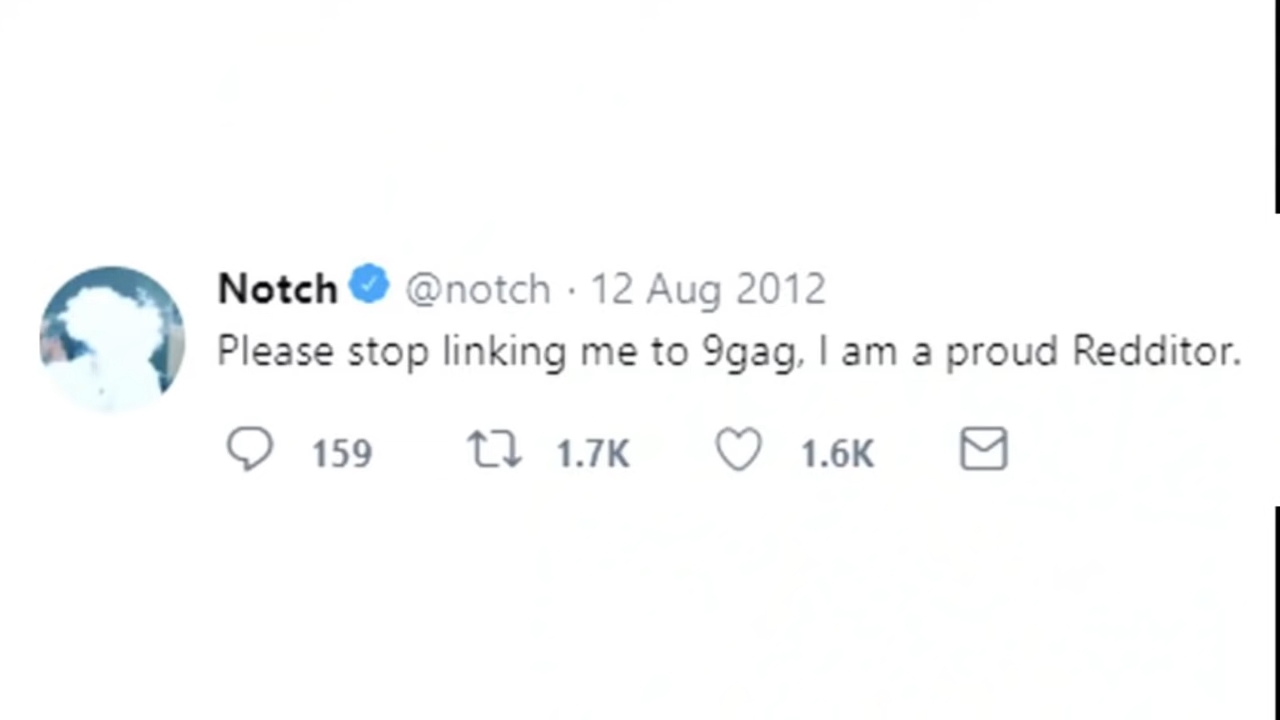 Notch @notch · 12 Aug 2012
Please stop linking me to 9gag, I am a proud Redditor.
159 1.7K 1.6K